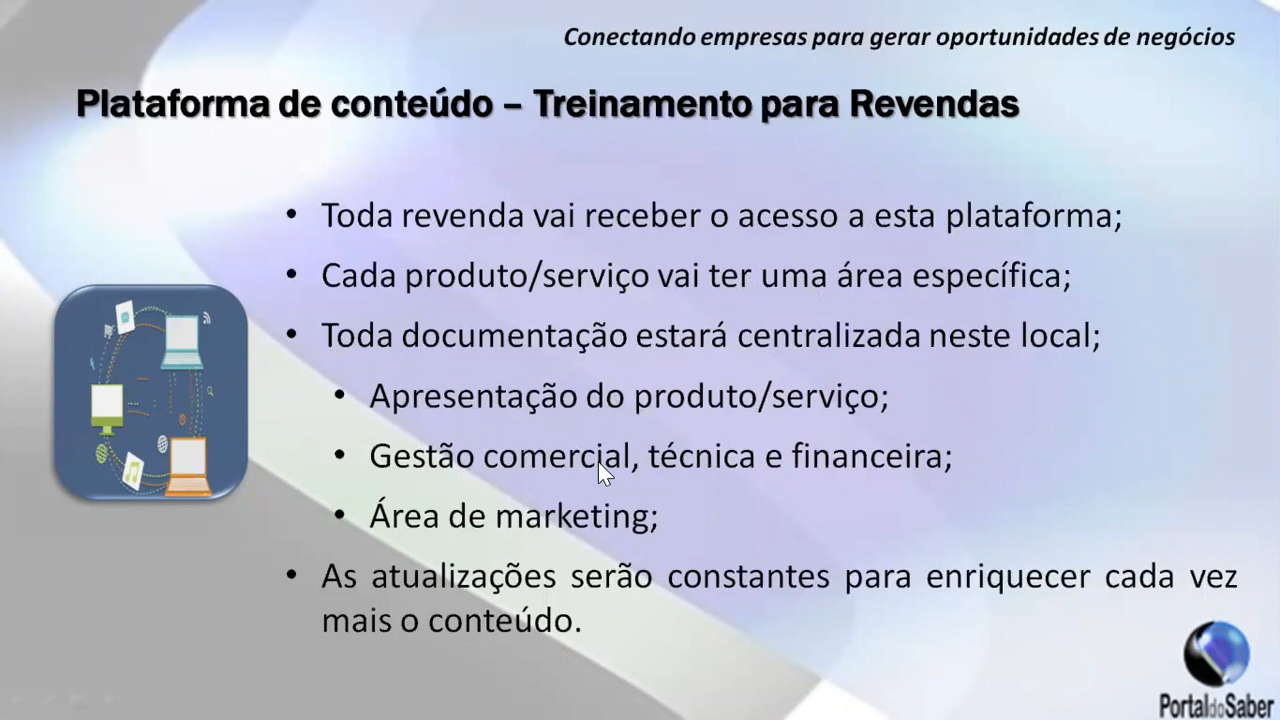 Conectando empresas para gerar oportunidades de negócios
Plataforma de conteúdo – Treinamento para Revendas
• Toda revenda vai receber o acesso a esta plataforma;
• Cada produto/serviço vai ter uma área específica;
• Toda documentação estará centralizada neste local;
• Apresentação do produto/serviço;
• Gestão comercial, técnica e financeira;
• Área de marketing;
• As atualizações serão constantes para enriquecer cada vez
mais o conteúdo.
PortaldoSaber